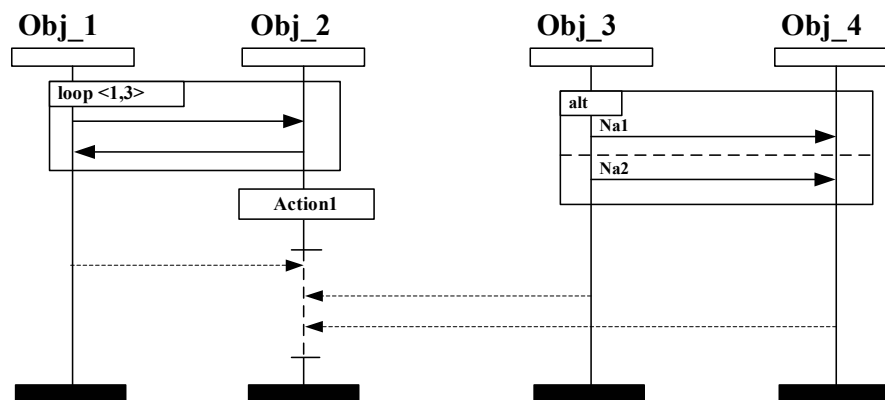 Obj_1
Obj_2
Obj_3
Obj_4
loop <1,3>
alt
Na1
Na2
Action1